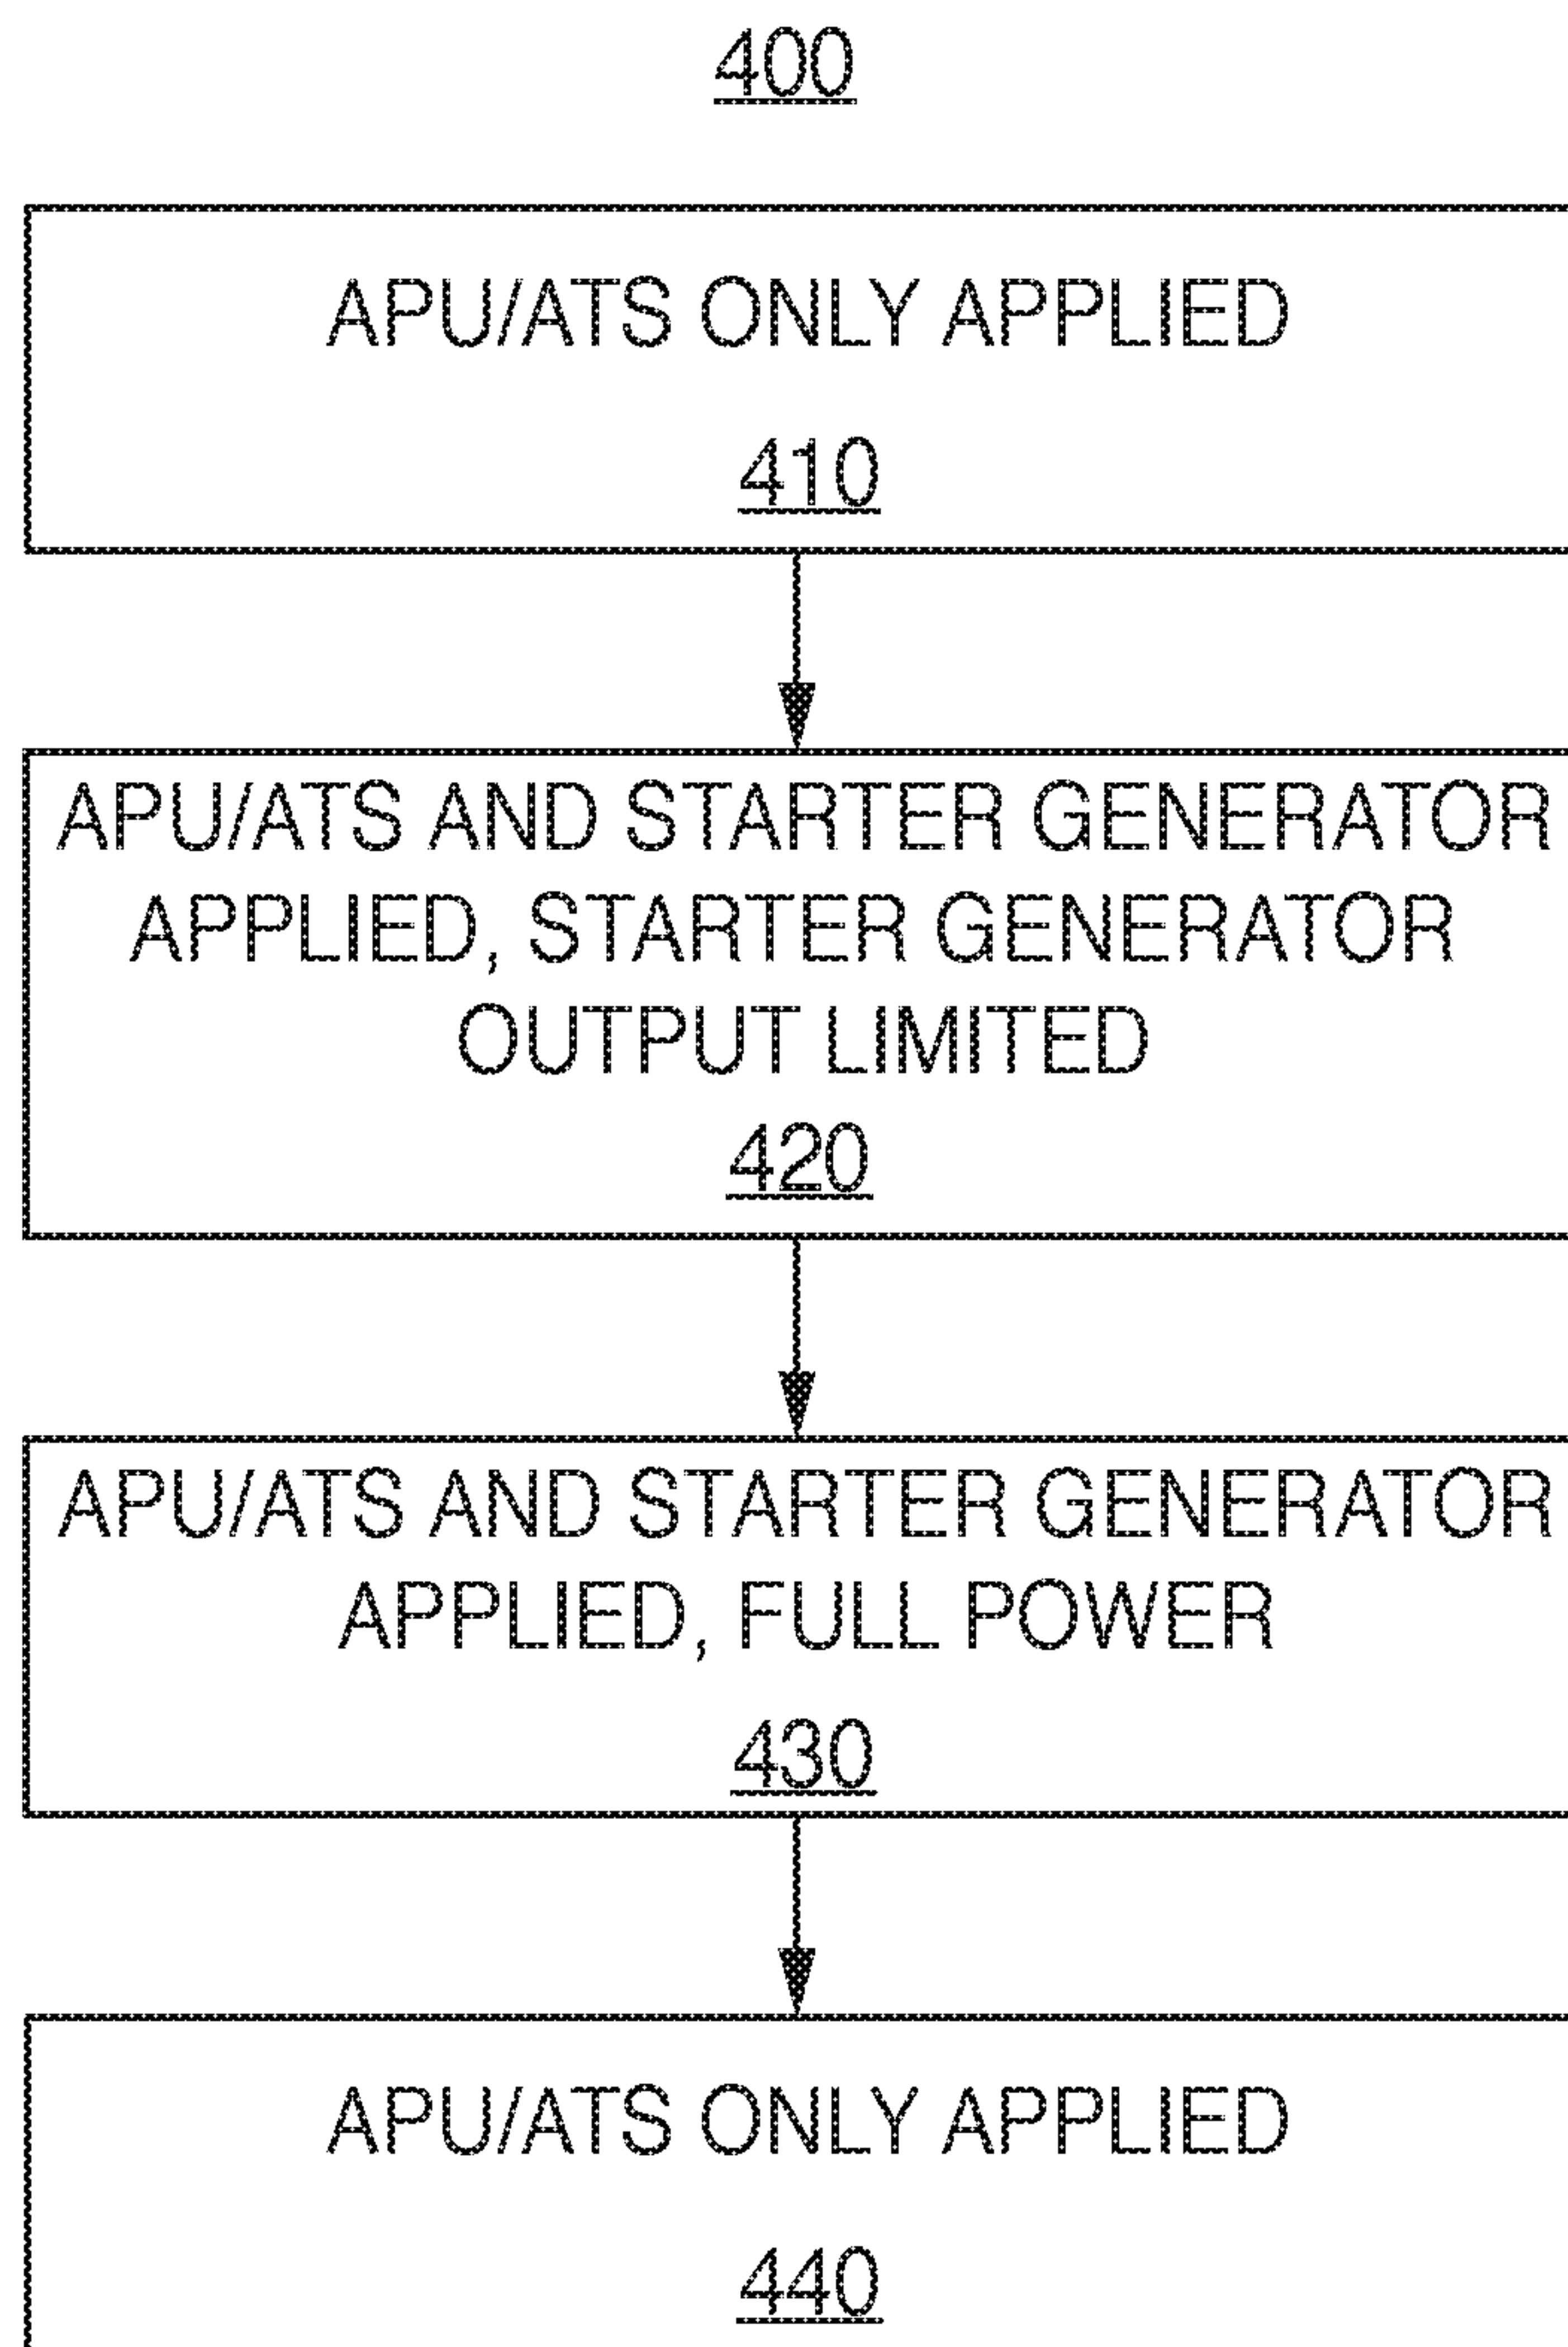 400
APU/ATS ONLY APPLIED
410
APU/ATS AND STARTER GENERATOR
APPLIED, STARTER GENERATOR
OUTPUT LIMITED
420
APU/ATS AND STARTER GENERATOR
APPLIED, FULL POWER
430
APU/ATS ONLY APPLIED
440